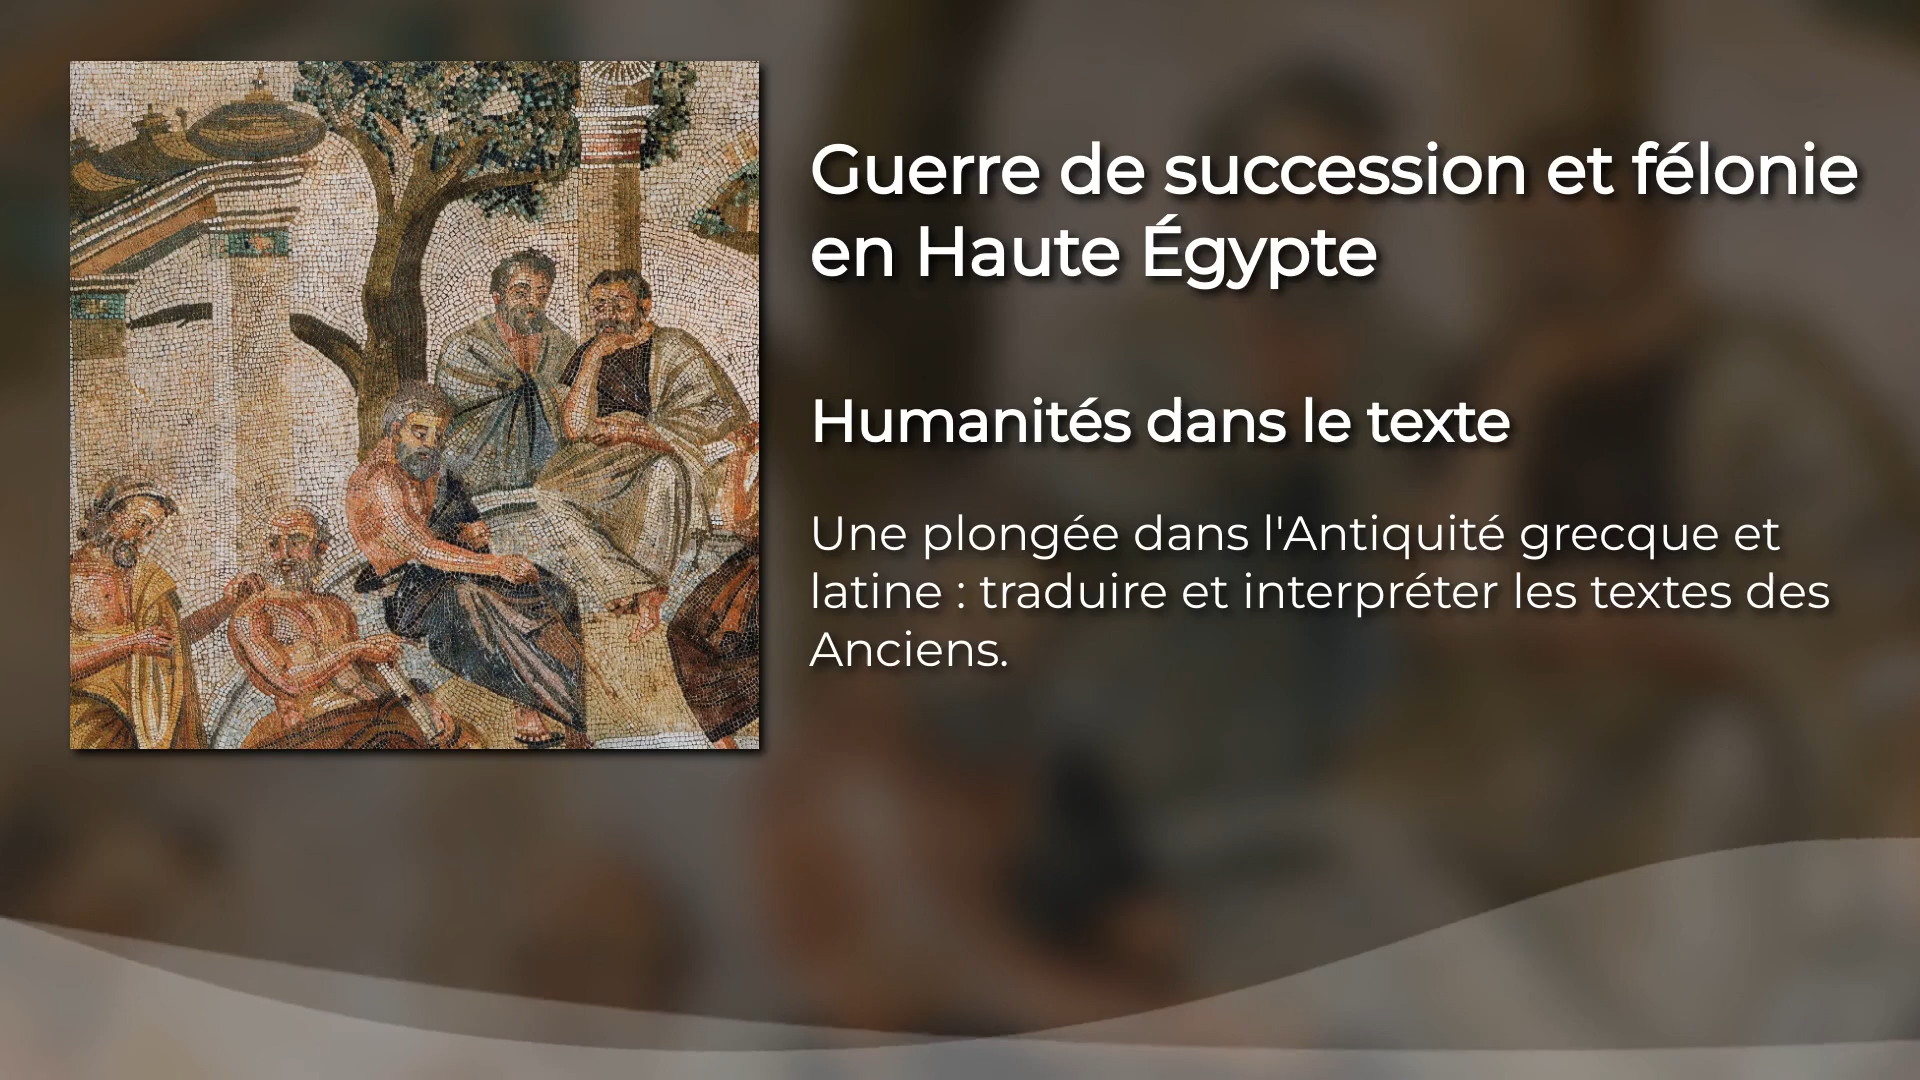 Guerre de succession et félonie
en Haute Égypte
Humanités dans le texte
Une plongée dans l'Antiquité grecque et
latine : traduire et interpréter les textes des
Anciens.